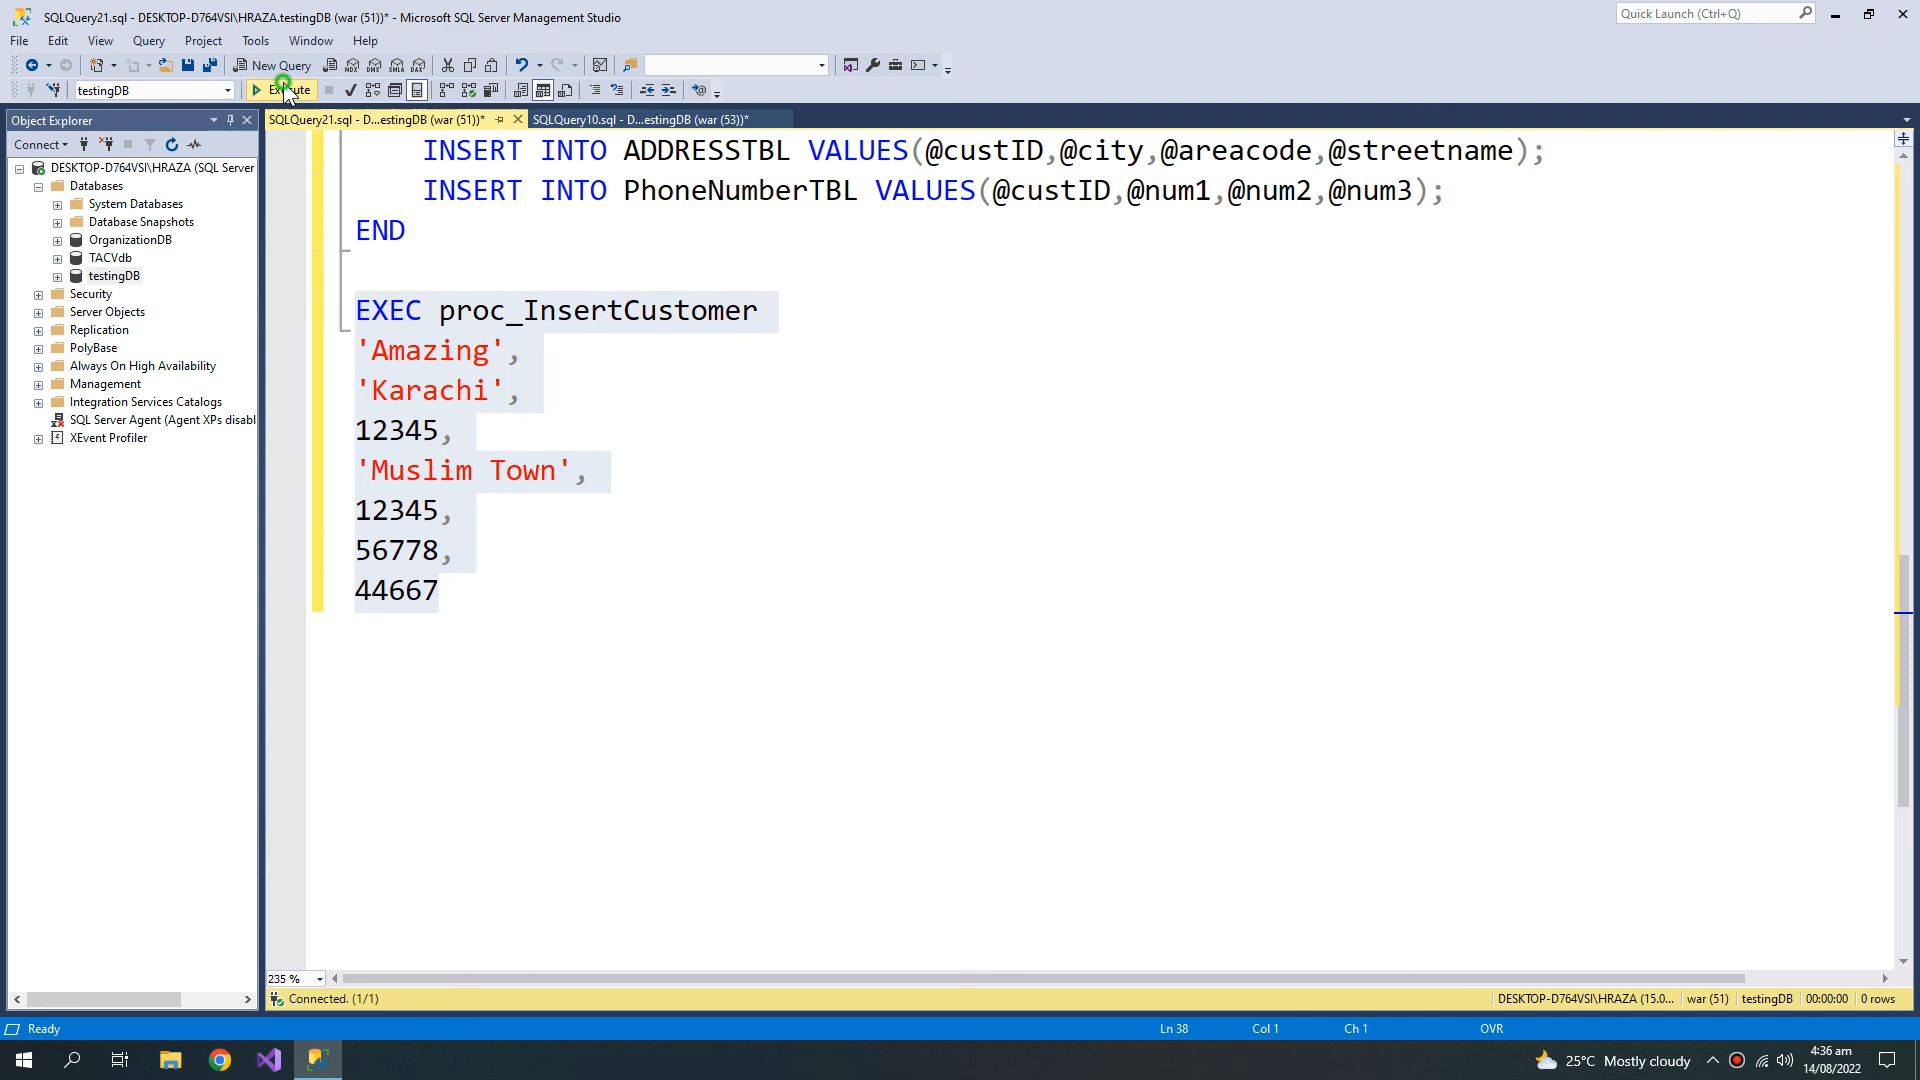 SQLQuery21.sql - DESKTOP-D764VSI\HRAZA.testingDB (war (51))* - Microsoft SQL Server Management Studio
Quick Launch (Ctrl+Q)
File Edit View Query Project Tools Window Help
New Query
MDX DMX XMLA DAX
testingDB
Execute
Object Explorer
SQLQuery21.sql - D...estingDB (war (51))*
SQLQuery10.sql - D...estingDB (war (53))*
Connect
DESKTOP-D764VSI\HRAZA (SQL Server
Databases
System Databases
Database Snapshots
OrganizationDB
TACVdb
testingDB
Security
Server Objects
Replication
PolyBase
Always On High Availability
Management
Integration Services Catalogs
SQL Server Agent (Agent XPs disabl
XEvent Profiler
INSERT INTO ADDRESSTBL VALUES(@custID,@city,@areacode,@streetname);
INSERT INTO PhoneNumberTBL VALUES(@custID,@num1,@num2,@num3);
END
EXEC proc_InsertCustomer
'Amazing',
'Karachi',
12345,
'Muslim Town',
12345,
56778,
44667
235 %
Connected. (1/1)
DESKTOP-D764VSI\HRAZA (15.0... war (51) testingDB 00:00:00 0 rows
Ready
Ln 38 Col 1 Ch 1 OVR
25°C Mostly cloudy
4:36 am
14/08/2022